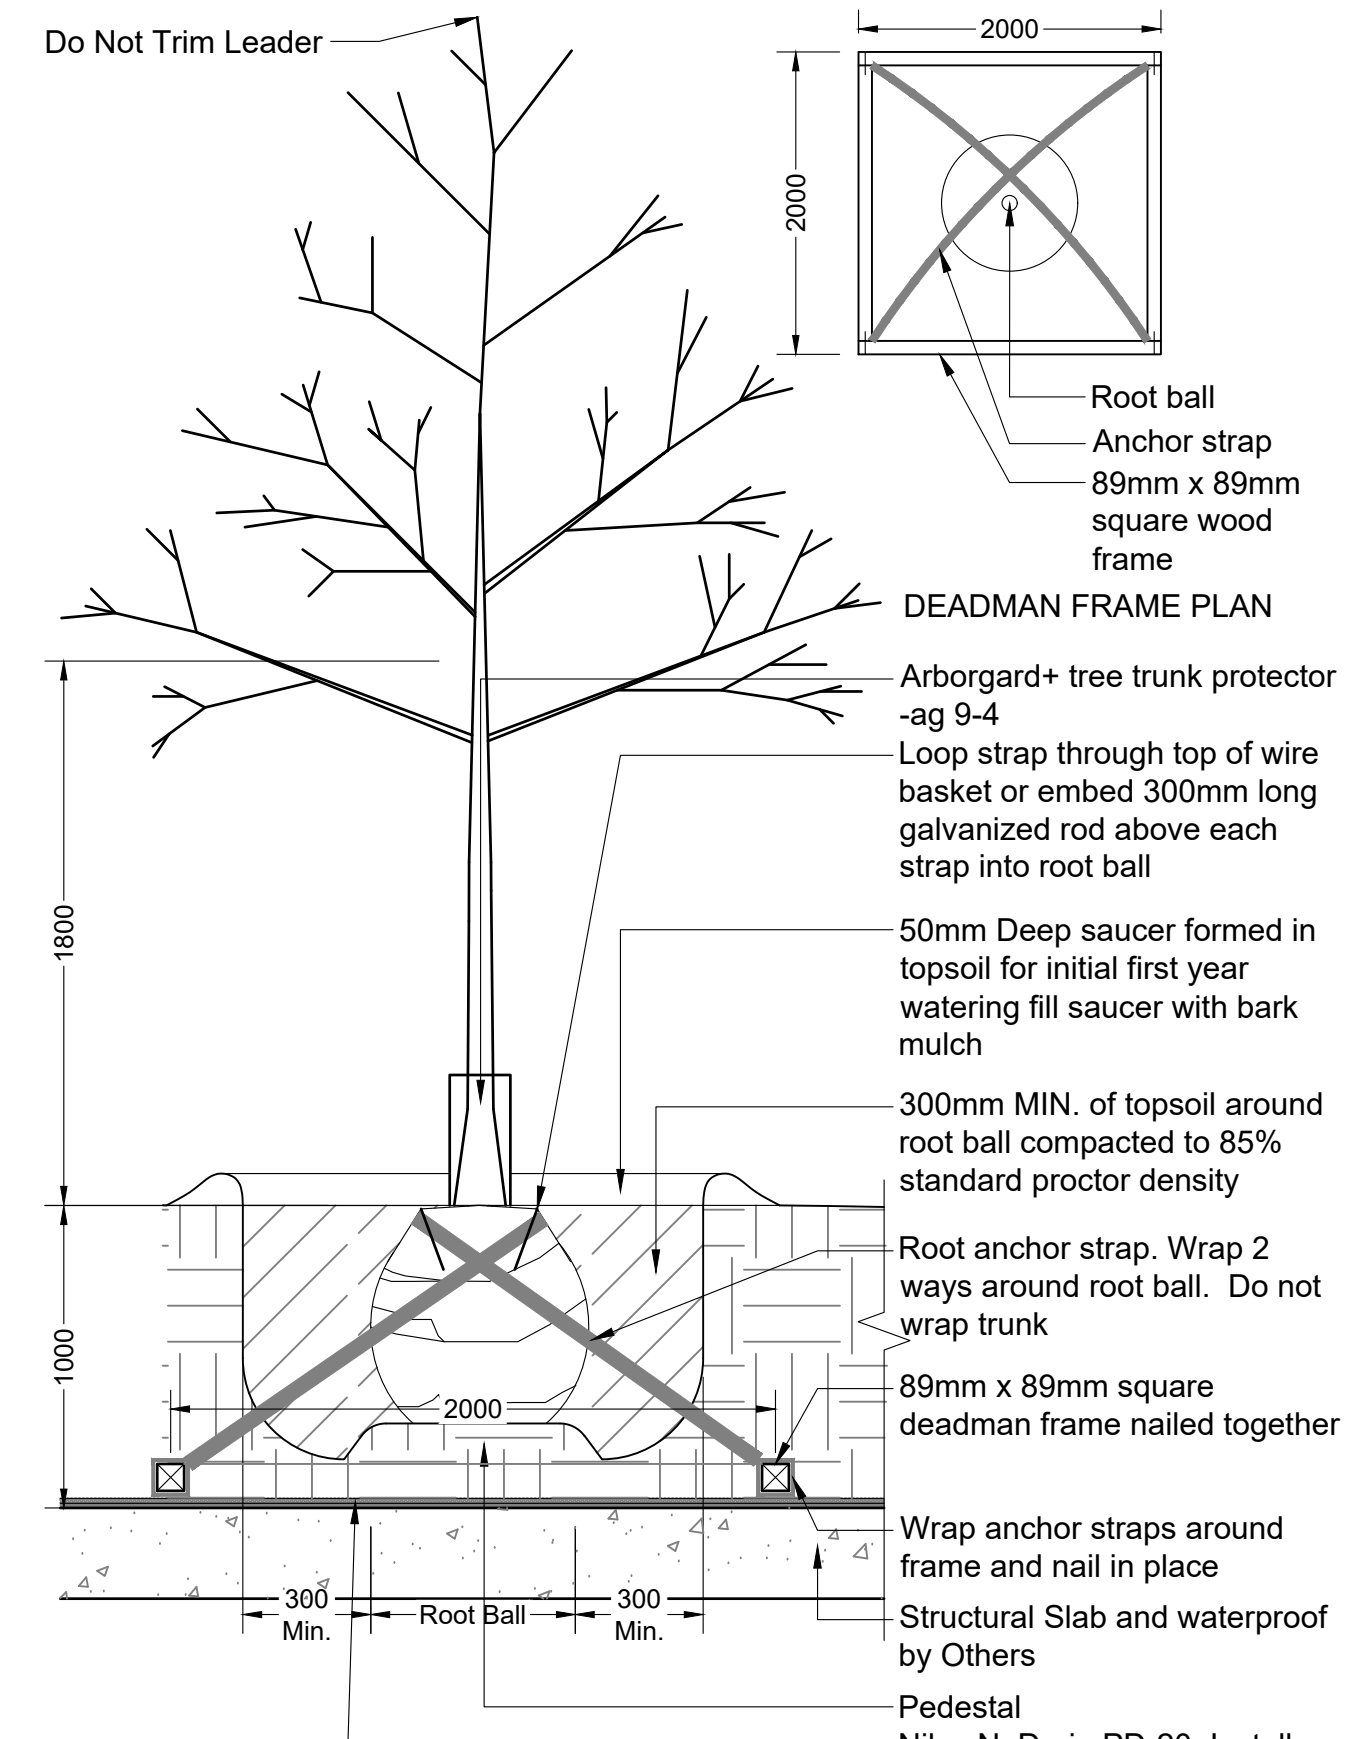 Do Not Trim Leader
2000
2000
Root ball
Anchor strap
89mm x 89mm
square wood
frame
DEADMAN FRAME PLAN
Arborgard+ tree trunk protector
-ag 9-4
Loop strap through top of wire
basket or embed 300mm long
galvanized rod above each
strap into root ball
1800
50mm Deep saucer formed in
topsoil for initial first year
watering fill saucer with bark
mulch
300mm MIN. of topsoil around
root ball compacted to 85%
standard proctor density
Root anchor strap. Wrap 2
ways around root ball.  Do not
wrap trunk
1000
89mm x 89mm square
deadman frame nailed together
2000
Wrap anchor straps around
frame and nail in place
300
Min.
Root Ball
300
Min.
Structural Slab and waterproof
by Others
Pedestal